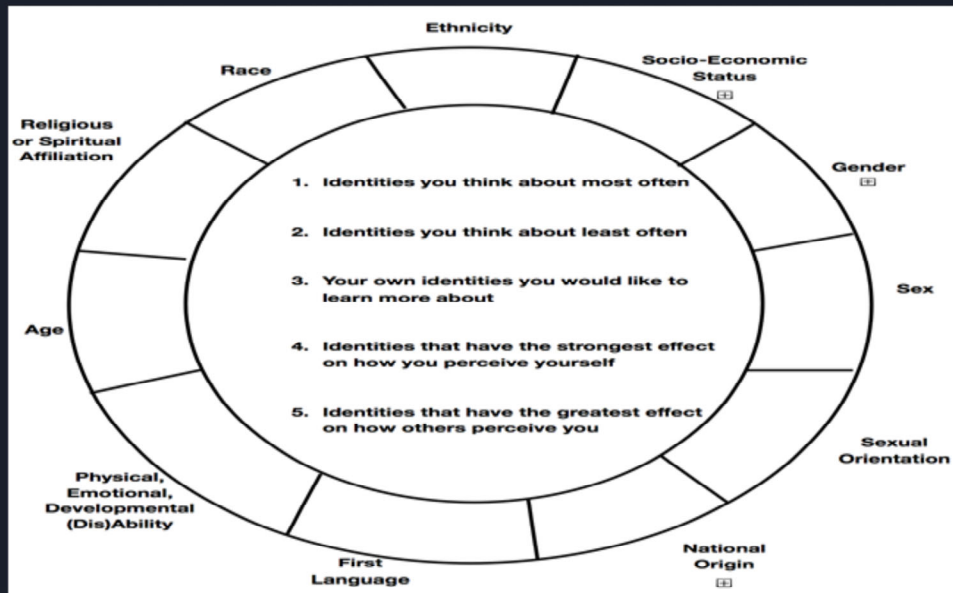 Ethnicity
Socio-Economic
Status
Race
Religious
or Spiritual
Affiliation
Gender
1. Identities you think about most often
2. Identities you think about least often
3. Your own identities you would like to
learn more about
Sex
Age
4. Identities that have the strongest effect
on how you perceive yourself
5. Identities that have the greatest effect
on how others perceive you
Sexual
Orientation
Physical,
Emotional,
Developmental
(Dis)Ability
First
Language
National
Origin